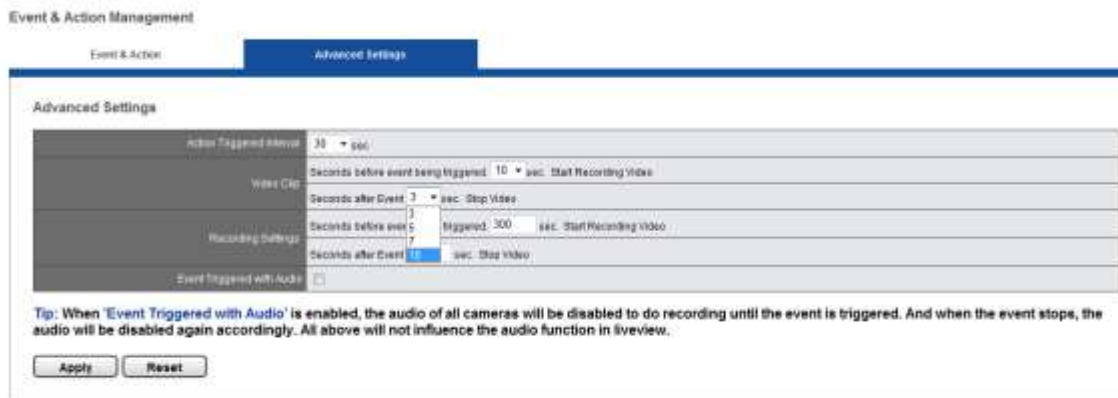 Event & Action Management
Event & Action
Advanced Settings
Advanced Settings
Action Triggered Interval 30 sec
Video Clip
Seconds before event being triggered. 10 sec. Start Recording Video
Seconds after Event 3 sec. Stop Video
3
5
7
10
Recording Settings
Seconds before even triggered. 300 sec. Start Recording Video
Seconds after Event sec. Stop Video
Event Triggered with Audio
Tip: When 'Event Triggered with Audio' is enabled, the audio of all cameras will be disabled to do recording until the event is triggered. And when the event stops, the
audio will be disabled again accordingly. All above will not influence the audio function in liveview.
Apply Reset